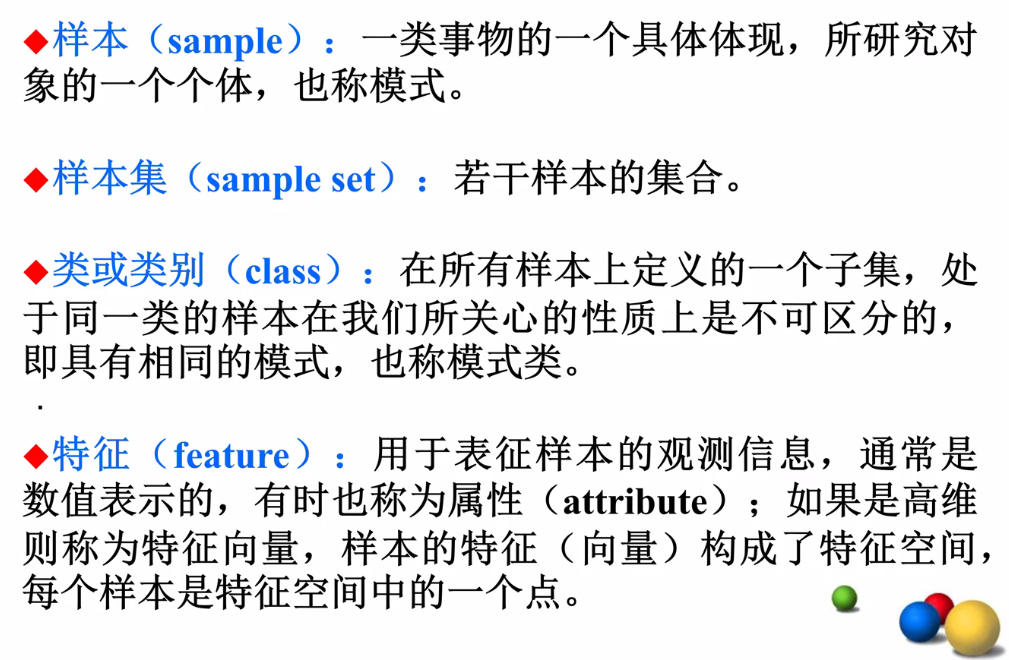 ◆样本（sample）：一类事物的一个具体体现，所研究对
象的一个个体，也称模式。
◆样本集（sample set）：若干样本的集合。
◆类或类别（class）：在所有样本上定义的一个子集，处
于同一类的样本在我们所关心的性质上是不可区分的，
即具有相同的模式，也称模式类。
.
◆特征（feature）：用于表征样本的观测信息，通常是
数值表示的，有时也称为属性（attribute）；如果是高维
则称为特征向量，样本的特征（向量）构成了特征空间，
每个样本是特征空间中的一个点。